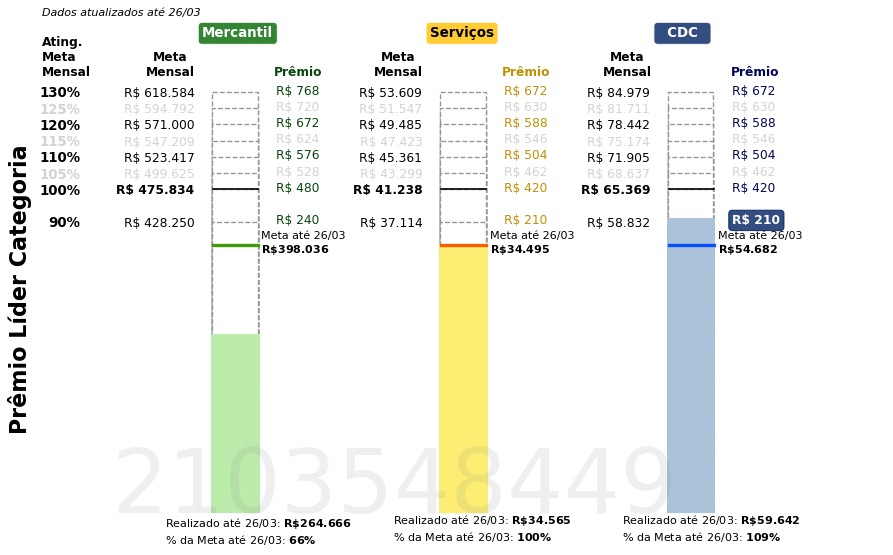 Dados atualizados até 26/03
Mercantil Serviços CDC
Ating. Meta Mensal
Meta Mensal Prêmio Meta Mensal Prêmio Meta Mensal Prêmio
130% R$ 618.584 R$ 768 R$ 53.609 R$ 672 R$ 84.979 R$ 672
125% R$ 594.792 R$ 720 R$ 51.547 R$ 630 R$ 81.711 R$ 630
120% R$ 571.000 R$ 672 R$ 49.485 R$ 588 R$ 78.442 R$ 588
115% R$ 547.209 R$ 624 R$ 47.423 R$ 546 R$ 75.174 R$ 546
110% R$ 523.417 R$ 576 R$ 45.361 R$ 504 R$ 71.905 R$ 504
105% R$ 499.625 R$ 528 R$ 43.299 R$ 462 R$ 68.637 R$ 462
100% R$ 475.834 R$ 480 R$ 41.238 R$ 420 R$ 65.369 R$ 420
90% R$ 428.250 R$ 240 R$ 37.114 R$ 210 R$ 58.832 R$ 210
Meta até 26/03 Meta até 26/03 Meta até 26/03
R$398.036 R$34.495 R$54.682
Prêmio Líder Categoria
2103548449
Realizado até 26/03: R$264.666 Realizado até 26/03: R$34.565 Realizado até 26/03: R$59.642
% da Meta até 26/03: 66% % da Meta até 26/03: 100% % da Meta até 26/03: 109%